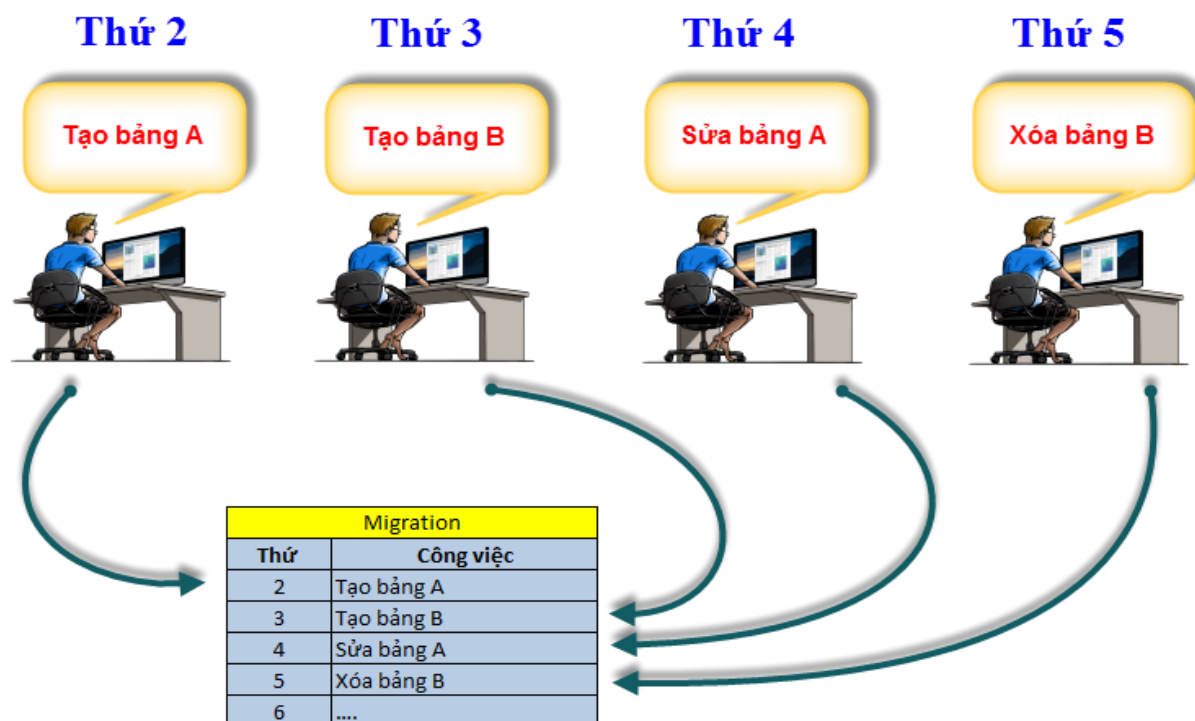 Thứ 2 Thứ 3 Thứ 4 Thứ 5
Tạo bảng A Tạo bảng B Sửa bảng A Xóa bảng B
Migration
Thứ Công việc
2 Tạo bảng A
3 Tạo bảng B
4 Sửa bảng A
5 Xóa bảng B
6 ....